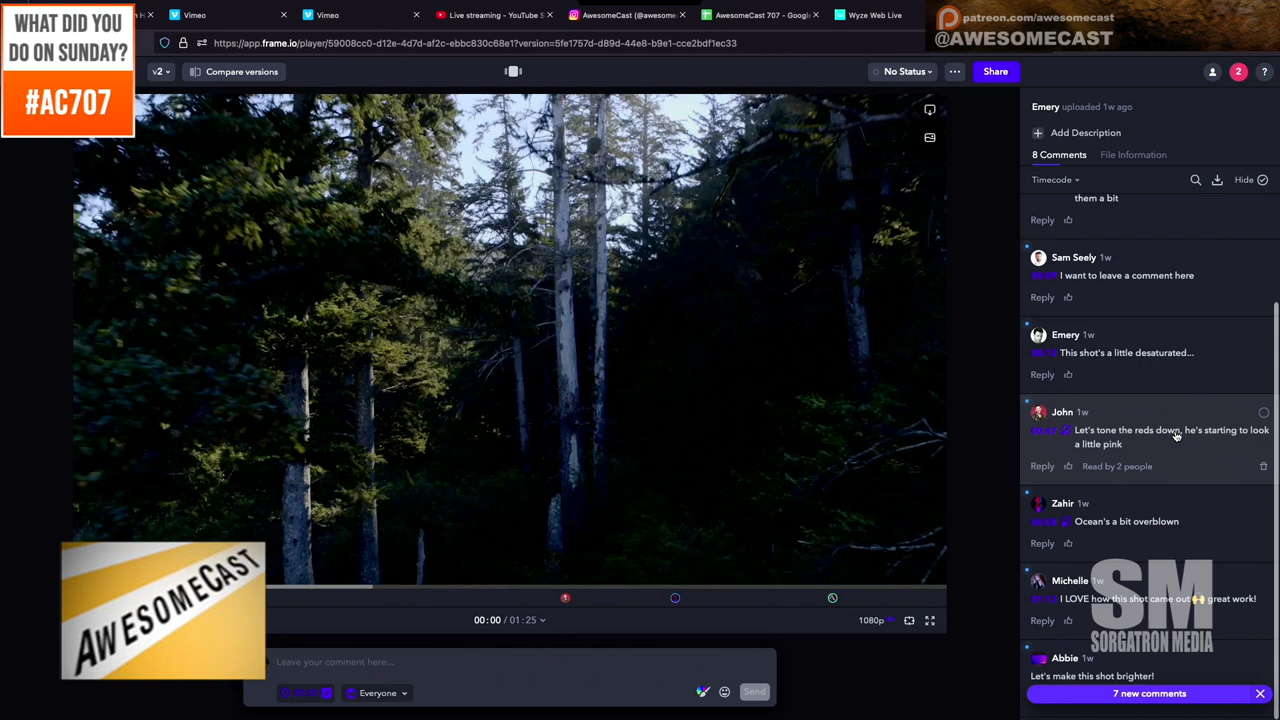 WHAT DID YOU
DO ON SUNDAY?
#AC707
Vimeo
Vimeo
Live streaming - YouTube S
AwesomeCast (@awesome
AwesomeCast 707 - Googl
Wyze Web Live
patreon.com/awesomecast
@AWESOMECAST
https://app.frame.io/player/59008cc0-d12e-4d7d-af2c-ebbc830c68e1?version=5fe1757d-d89d-44e8-b9e1-cce2bdf1ec33
v2
Compare versions
No Status
Share
2
?
Emery uploaded 1w ago
Add Description
8 Comments
File Information
Timecode
Hide
them a bit
Reply
Sam Seely 1w
I want to leave a comment here
Reply
Emery 1w
This shot's a little desaturated...
Reply
John 1w
Let's tone the reds down, he's starting to look
a little pink
Reply
Read by 2 people
Zahir 1w
Ocean's a bit overblown
Reply
Michelle 1w
I LOVE how this shot came out 🙌 great work!
Reply
Abbie 1w
Let's make this shot brighter!
7 new comments
SM
SORGATRON MEDIA
AWESOMECAST
00:00 / 01:25
1080p
Leave your comment here...
Everyone
Send